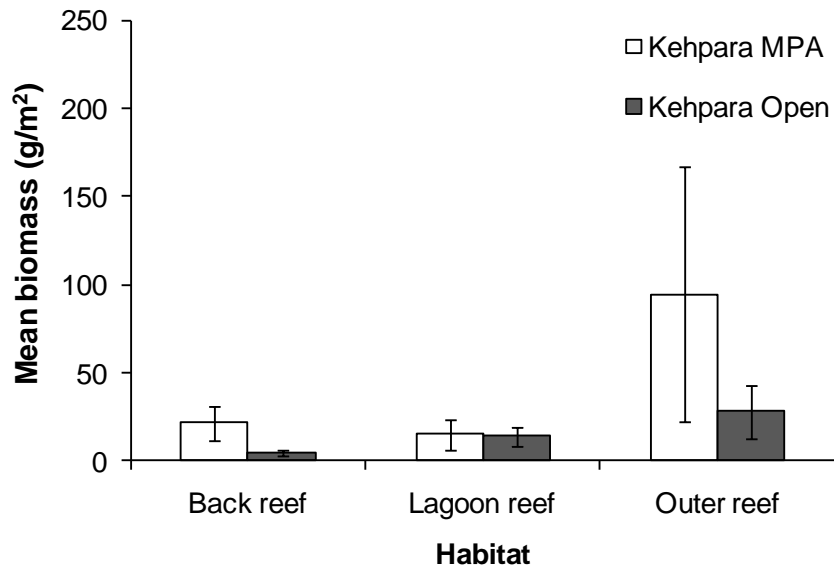 250
200
150
100
50
0
Mean biomass (g/m²)
Kehpara MPA
Kehpara Open
Back reef
Lagoon reef
Outer reef
Habitat